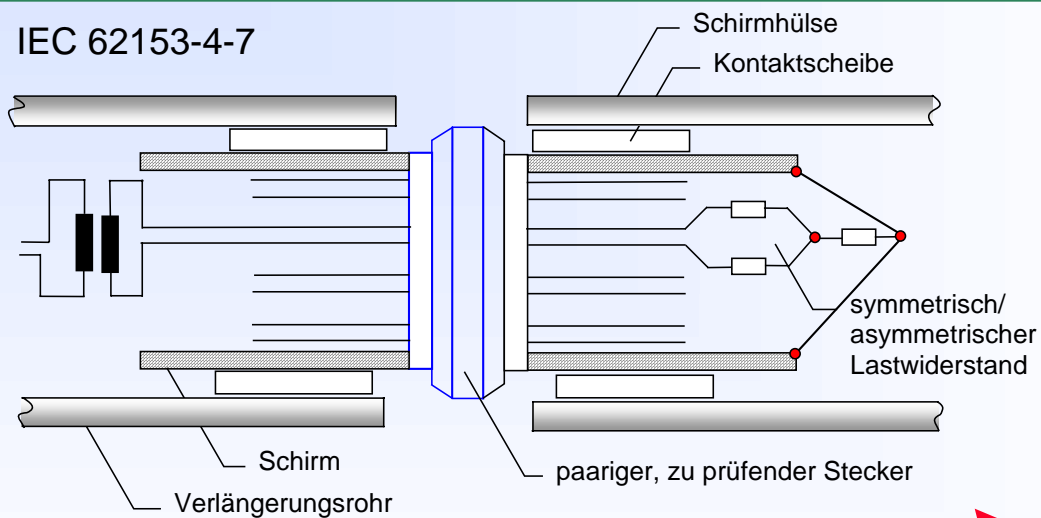 IEC 62153-4-7
Schirmhülse
Kontaktscheibe
symmetrisch/
asymmetrischer
Lastwiderstand
Schirm
paariger, zu prüfender Stecker
Verlängerungsrohr